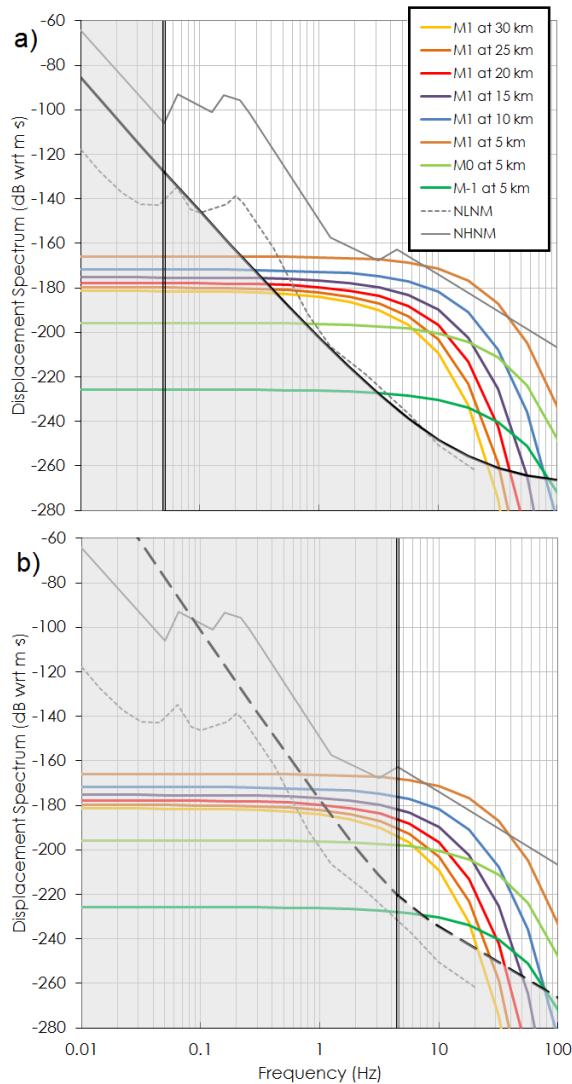 a)
-60
-80
-100
-120
-140
-160
-180
-200
-220
-240
-260
-280
Displacement Spectrum (dB wrt m s)
M1 at 30 km
M1 at 25 km
M1 at 20 km
M1 at 15 km
M1 at 10 km
M1 at 5 km
M0 at 5 km
M-1 at 5 km
NLNM
NHNM
b)
-60
-80
-100
-120
-140
-160
-180
-200
-220
-240
-260
-280
Displacement Spectrum (dB wrt m s)
0.01 0.1 1 10 100
Frequency (Hz)